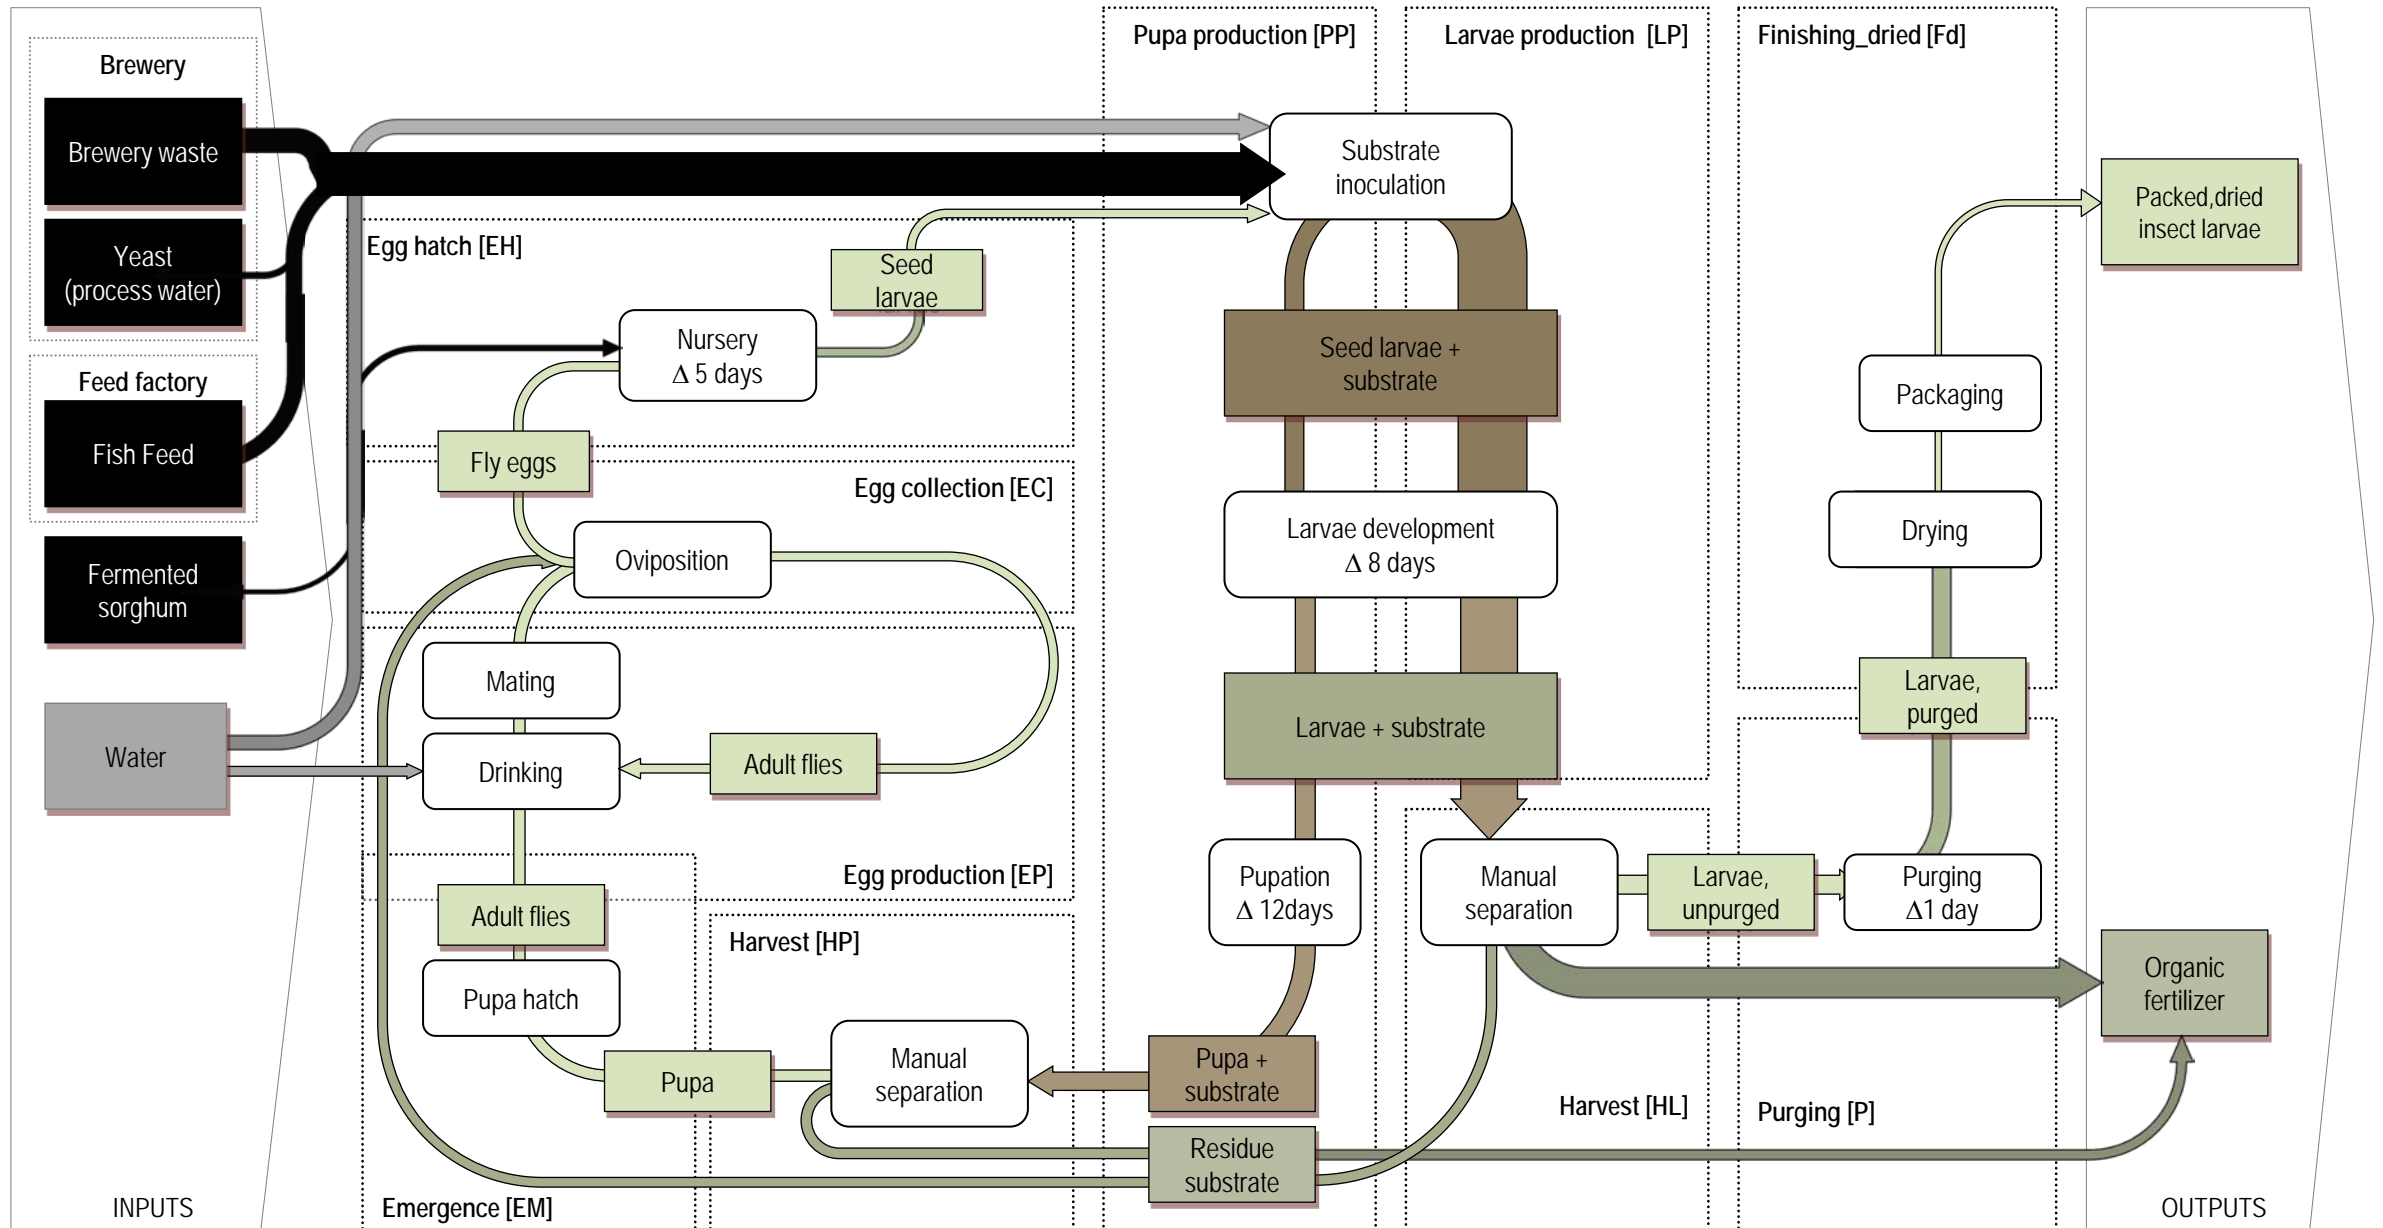 Pupa production [PP]
Larvae production [LP]
Finishing_dried [Fd]
Brewery
Brewery waste
Yeast
(process water)
Feed factory
Fish Feed
Fermented
sorghum
Water
INPUTS
Substrate
inoculation
Egg hatch [EH]
Seed
larvae
Nursery
Δ 5 days
Fly eggs
Egg collection [EC]
Oviposition
Mating
Drinking
Adult flies
Egg production [EP]
Adult flies
Pupa hatch
Harvest [HP]
Pupa
Manual
separation
Emergence [EM]
Seed larvae +
substrate
Larvae development
Δ 8 days
Larvae + substrate
Pupation
Δ 12days
Pupa +
substrate
Residue
substrate
Manual
separation
Larvae,
unpurged
Harvest [HL]
Packaging
Drying
Larvae,
purged
Purging
Δ1 day
Purging [P]
Packed,dried
insect larvae
Organic
fertilizer
OUTPUTS